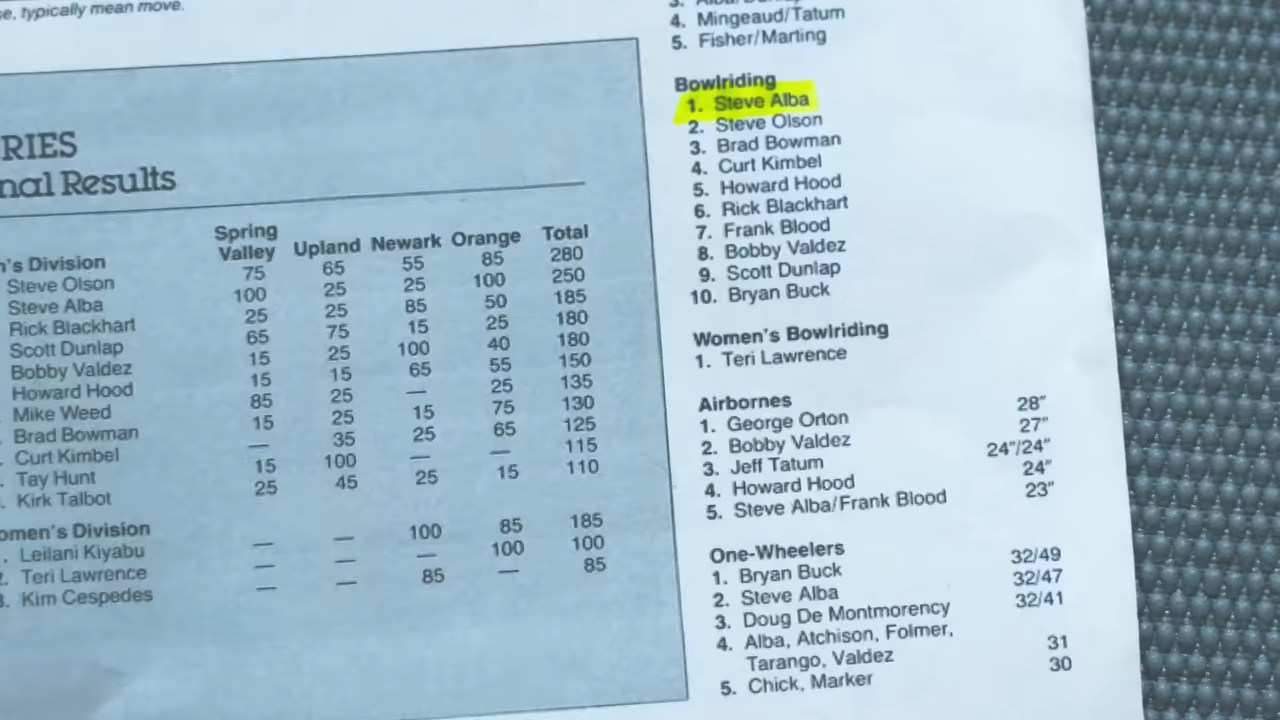 se, typically mean move.
RIES
nal Results
Spring
Valley Upland Newark Orange Total
n's Division
Steve Olson 75 65 55 85 280
Steve Alba 100 25 25 100 250
Rick Blackhart 25 25 85 50 185
Scott Dunlap 65 75 15 25 180
Bobby Valdez 15 25 100 40 180
Howard Hood 15 15 65 55 150
Mike Weed 85 25 — 25 135
Brad Bowman 15 25 15 75 130
Curt Kimbel — 35 25 65 125
Tay Hunt 15 100 — — 115
Kirk Talbot 25 45 25 15 110
omen's Division
Leilani Kiyabu — — 100 85 185
2. Teri Lawrence — — — 100 100
3. Kim Cespedes — — 85 — 85
3.
4. Mingeaud/Tatum
5. Fisher/Marting
Bowlriding
1. Steve Alba
2. Steve Olson
3. Brad Bowman
4. Curt Kimbel
5. Howard Hood
6. Rick Blackhart
7. Frank Blood
8. Bobby Valdez
9. Scott Dunlap
10. Bryan Buck
Women's Bowlriding
1. Teri Lawrence
Airbornes
1. George Orton 28"
2. Bobby Valdez 27"
3. Jeff Tatum 24"/24"
4. Howard Hood 24"
5. Steve Alba/Frank Blood 23"
One-Wheelers
1. Bryan Buck 32/49
2. Steve Alba 32/47
3. Doug De Montmorency 32/41
4. Alba, Atchison, Folmer,
Tarango, Valdez 31
5. Chick, Marker 30